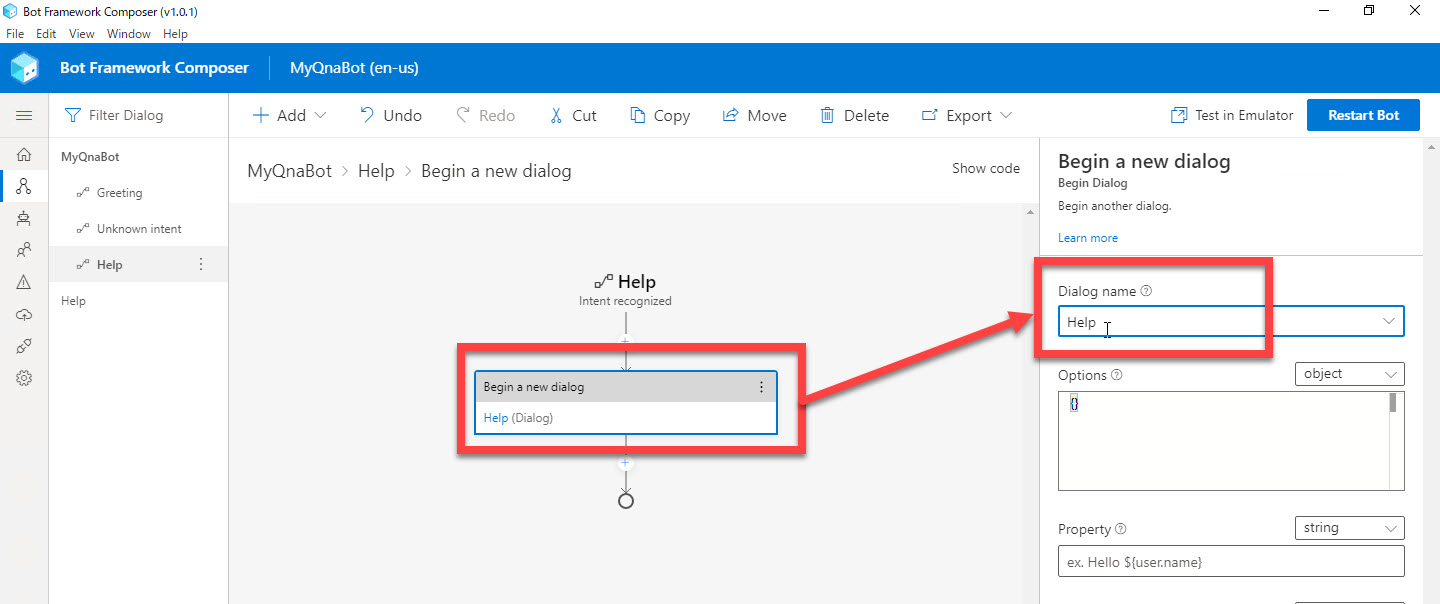 Bot Framework Composer (v1.0.1)
File Edit View Window Help
Bot Framework Composer MyQnaBot (en-us)
Filter Dialog
Add Undo Redo Cut Copy Move Delete Export Test in Emulator Restart Bot
MyQnaBot
Greeting
Unknown intent
Help
Help
MyQnaBot > Help > Begin a new dialog Show code
Help
Intent recognized
Begin a new dialog
Help (Dialog)
Begin a new dialog
Begin Dialog
Begin another dialog.
Learn more
Dialog name
Help
Options object
{}
Property string
ex. Hello ${user.name}